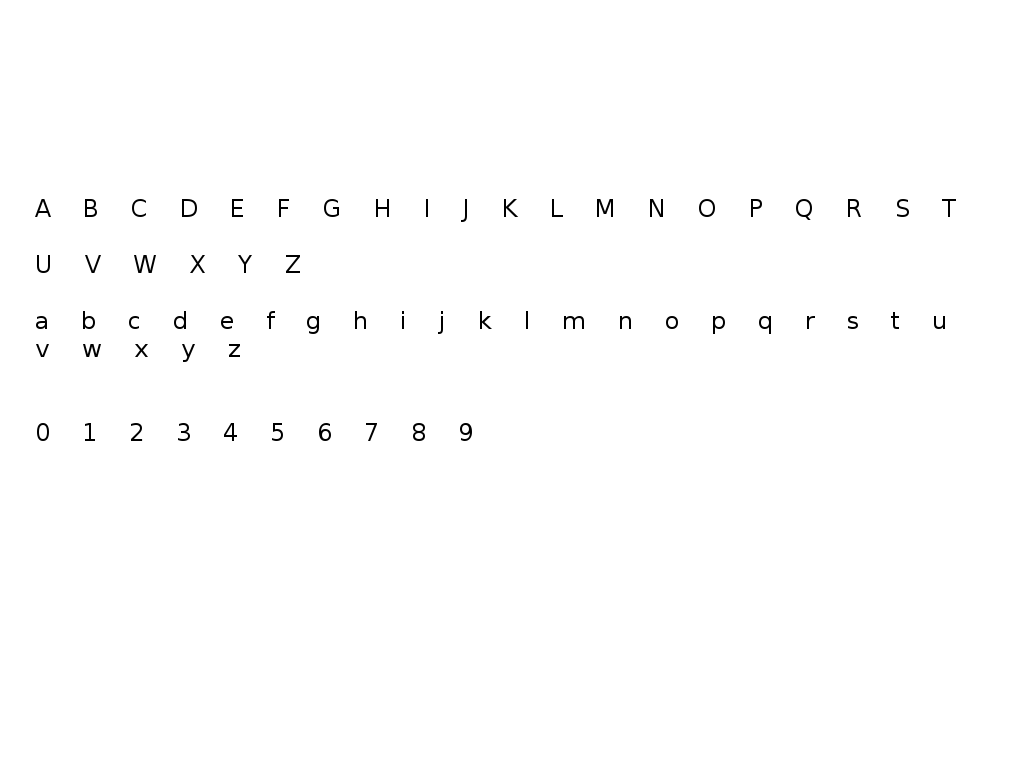 A B C D E F G H I J K L M N O P Q R S T
U V W X Y Z
a b c d e f g h i j k l m n o p q r s t u
v w x y z
0 1 2 3 4 5 6 7 8 9